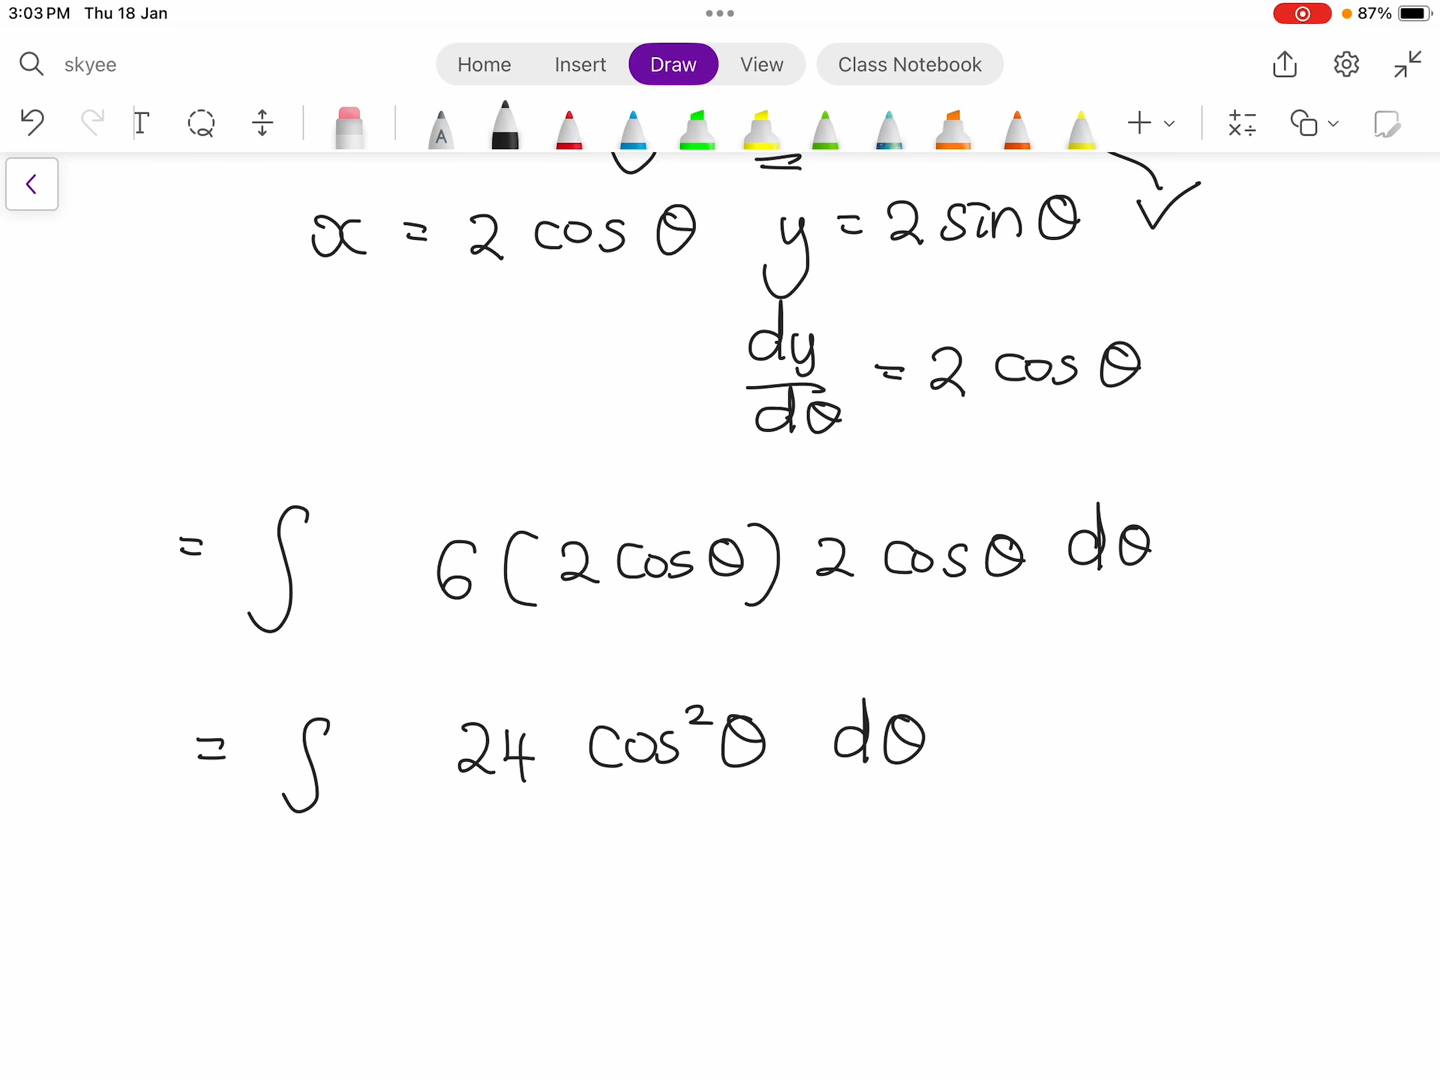 3:03 PM Thu 18 Jan 87%
skyee Home Insert Draw View Class Notebook
T A
x = 2 cos θ y = 2 sin θ ✓
dy/dθ = 2 cos θ
= ∫ 6(2 cos θ) 2 cos θ dθ
= ∫ 24 cos²θ dθ